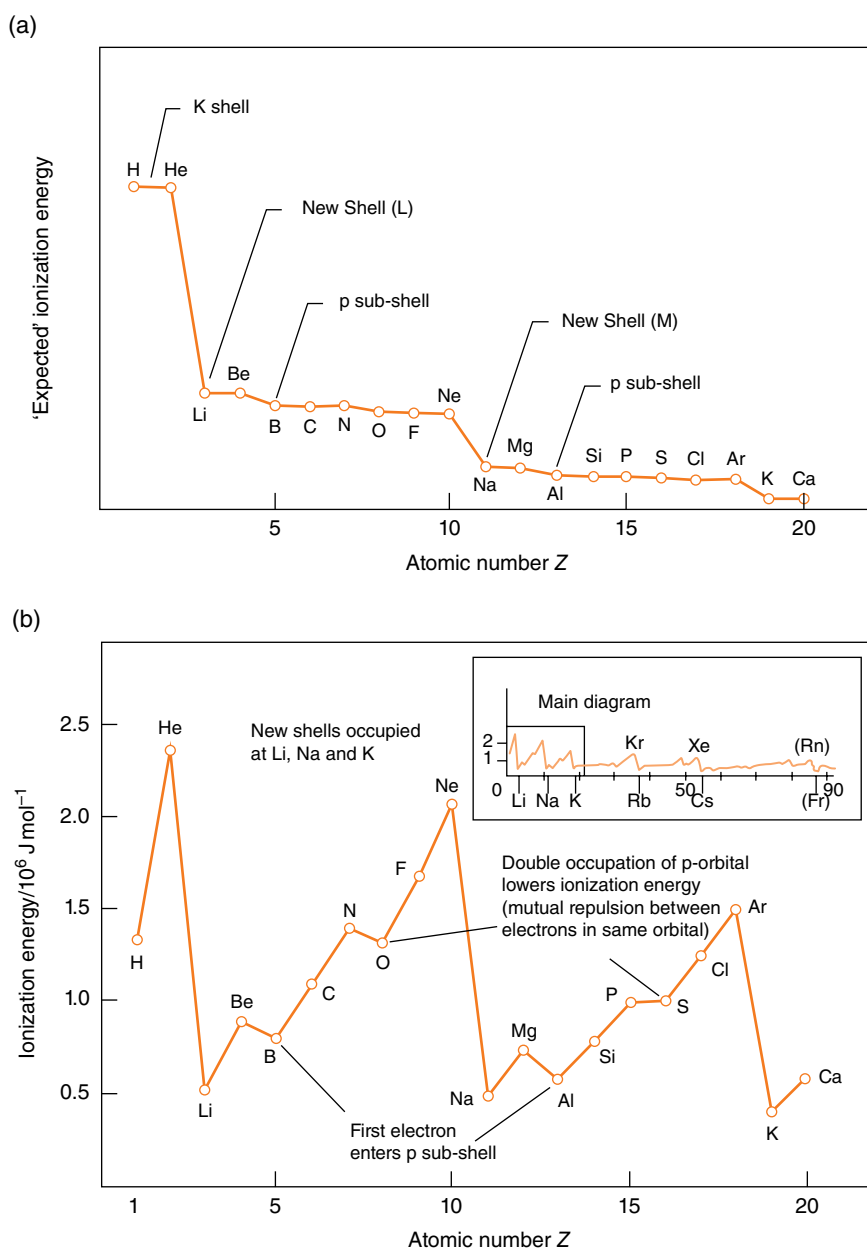 (a)
'Expected' ionization energy
K shell
H
He
New Shell (L)
p sub-shell
New Shell (M)
p sub-shell
Li
Be
B
C
N
O
F
Ne
Na
Mg
Al
Si
P
S
Cl
Ar
K
Ca
5
10
15
20
Atomic number Z
(b)
Ionization energy/10⁶ J mol⁻¹
2.5
2.0
1.5
1.0
0.5
New shells occupied
at Li, Na and K
Main diagram
2
1
0
Li
Na
K
Kr
Rb
50
Xe
Cs
(Rn)
(Fr)
90
Double occupation of p-orbital
lowers ionization energy
(mutual repulsion between
electrons in same orbital)
First electron
enters p sub-shell
H
He
Li
Be
B
C
N
O
F
Ne
Na
Mg
Al
Si
P
S
Cl
Ar
K
Ca
1
5
10
15
20
Atomic number Z